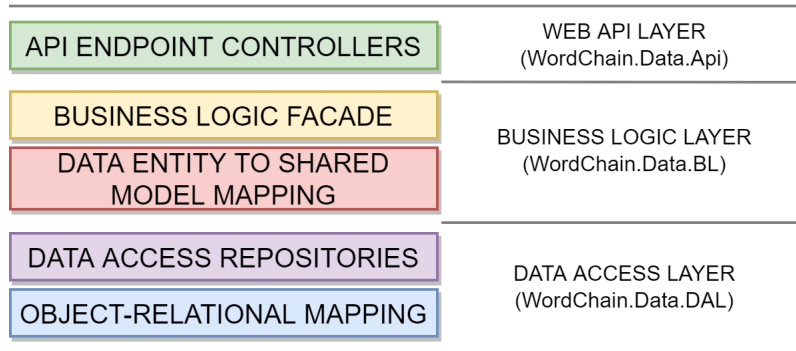 API ENDPOINT CONTROLLERS
WEB API LAYER
(WordChain.Data.Api)
BUSINESS LOGIC FACADE
DATA ENTITY TO SHARED
MODEL MAPPING
BUSINESS LOGIC LAYER
(WordChain.Data.BL)
DATA ACCESS REPOSITORIES
OBJECT-RELATIONAL MAPPING
DATA ACCESS LAYER
(WordChain.Data.DAL)